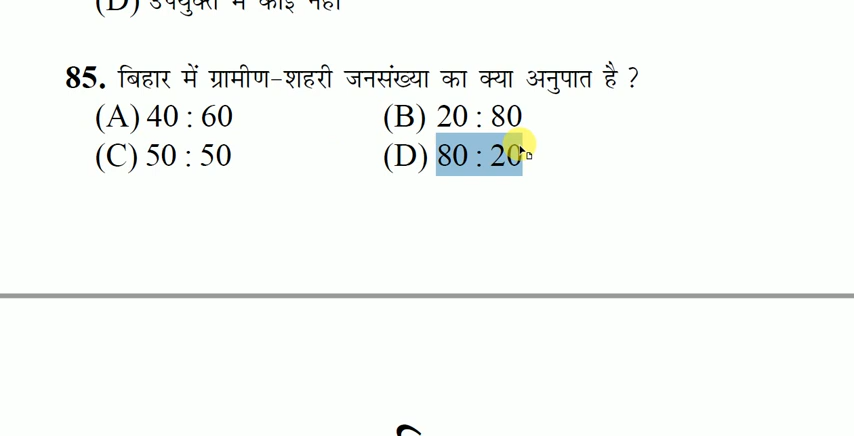 85. बिहार में ग्रामीण-शहरी जनसंख्या का क्या अनुपात है ?
(A) 40 : 60 (B) 20 : 80
(C) 50 : 50 (D) 80 : 20